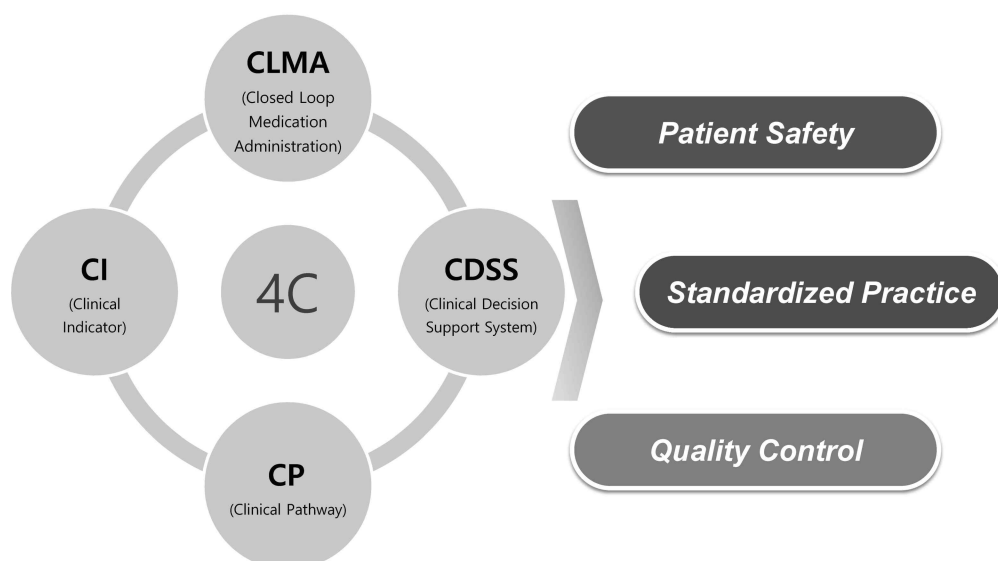 CLMA
(Closed Loop
Medication
Administration)
CI
(Clinical
Indicator)
4C
CDSS
(Clinical Decision
Support System)
CP
(Clinical Pathway)
Patient Safety
Standardized Practice
Quality Control